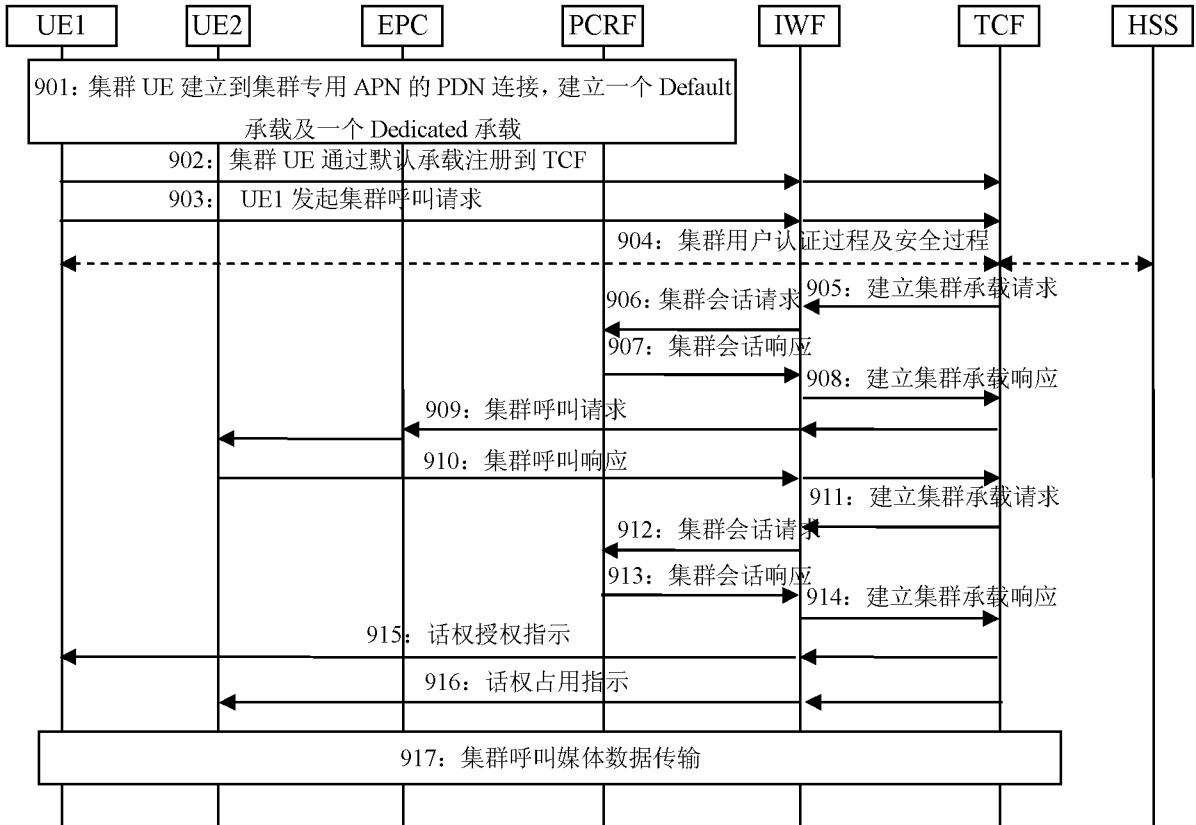 UE1 UE2 EPC PCRF IWF TCF HSS
901：集群 UE 建立到集群专用 APN 的 PDN 连接，建立一个 Default
承载及一个 Dedicated 承载
902：集群 UE 通过默认承载注册到 TCF
903： UE1 发起集群呼叫请求
904：集群用户认证过程及安全过程
905：建立集群承载请求
906：集群会话请求
907：集群会话响应
908：建立集群承载响应
909：集群呼叫请求
910：集群呼叫响应
911：建立集群承载请求
912：集群会话请求
913：集群会话响应
914：建立集群承载响应
915：话权授权指示
916：话权占用指示
917：集群呼叫媒体数据传输